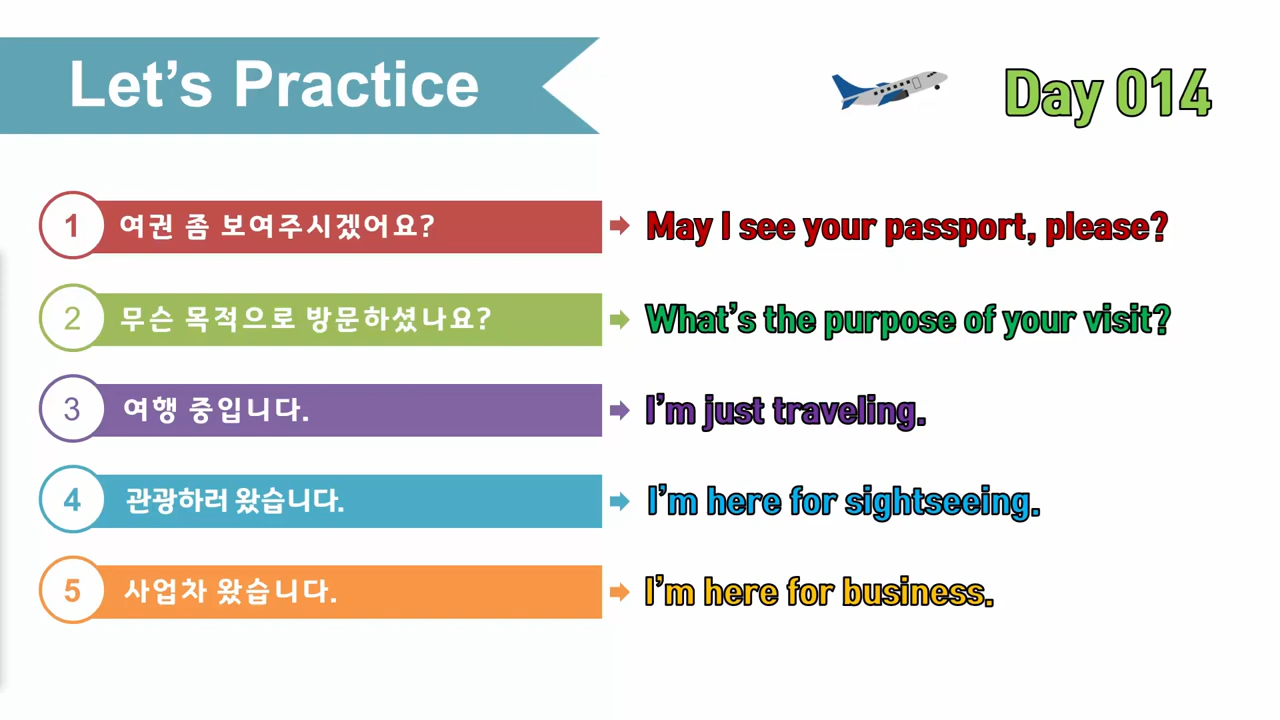 Let's Practice
Day 014
1 여권 좀 보여주시겠어요? May I see your passport, please?
2 무슨 목적으로 방문하셨나요? What's the purpose of your visit?
3 여행 중입니다. I'm just traveling.
4 관광하러 왔습니다. I'm here for sightseeing.
5 사업차 왔습니다. I'm here for business.